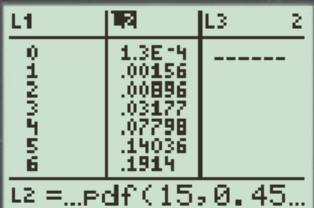 L1 L2 L3 2
0 1.3E-4 ------
1 .00156
2 .00896
3 .03177
4 .07798
5 .14036
6 .1914
L2 =...pdf(15,0.45...